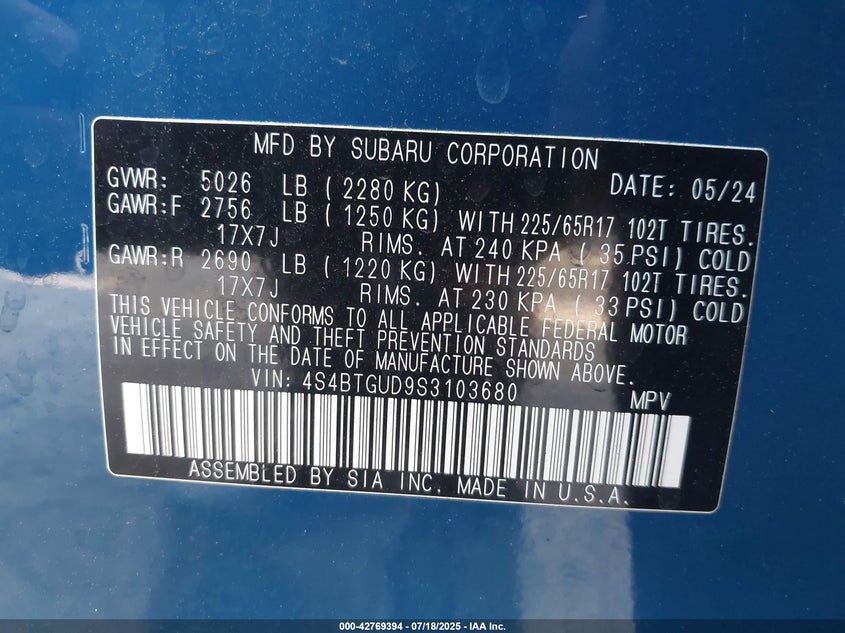 MFD BY SUBARU CORPORATION
GVWR: 5026 LB ( 2280 KG) DATE: 05/24
GAWR:F 2756 LB ( 1250 KG) WITH 225/65R17 102T TIRES.
17X7J RIMS. AT 240 KPA ( 35 PSI) COLD
GAWR:R 2690 LB ( 1220 KG) WITH 225/65R17 102T TIRES.
17X7J RIMS. AT 230 KPA ( 33 PSI) COLD
THIS VEHICLE CONFORMS TO ALL APPLICABLE FEDERAL MOTOR
VEHICLE SAFETY AND THEFT PREVENTION STANDARDS
IN EFFECT ON THE DATE OF MANUFACTURE SHOWN ABOVE.
VIN: 4S4BTGUD9S3103680 MPV
ASSEMBLED BY SIA INC. MADE IN U.S.A.
000-42769394 - 07/18/2025 - IAA Inc.